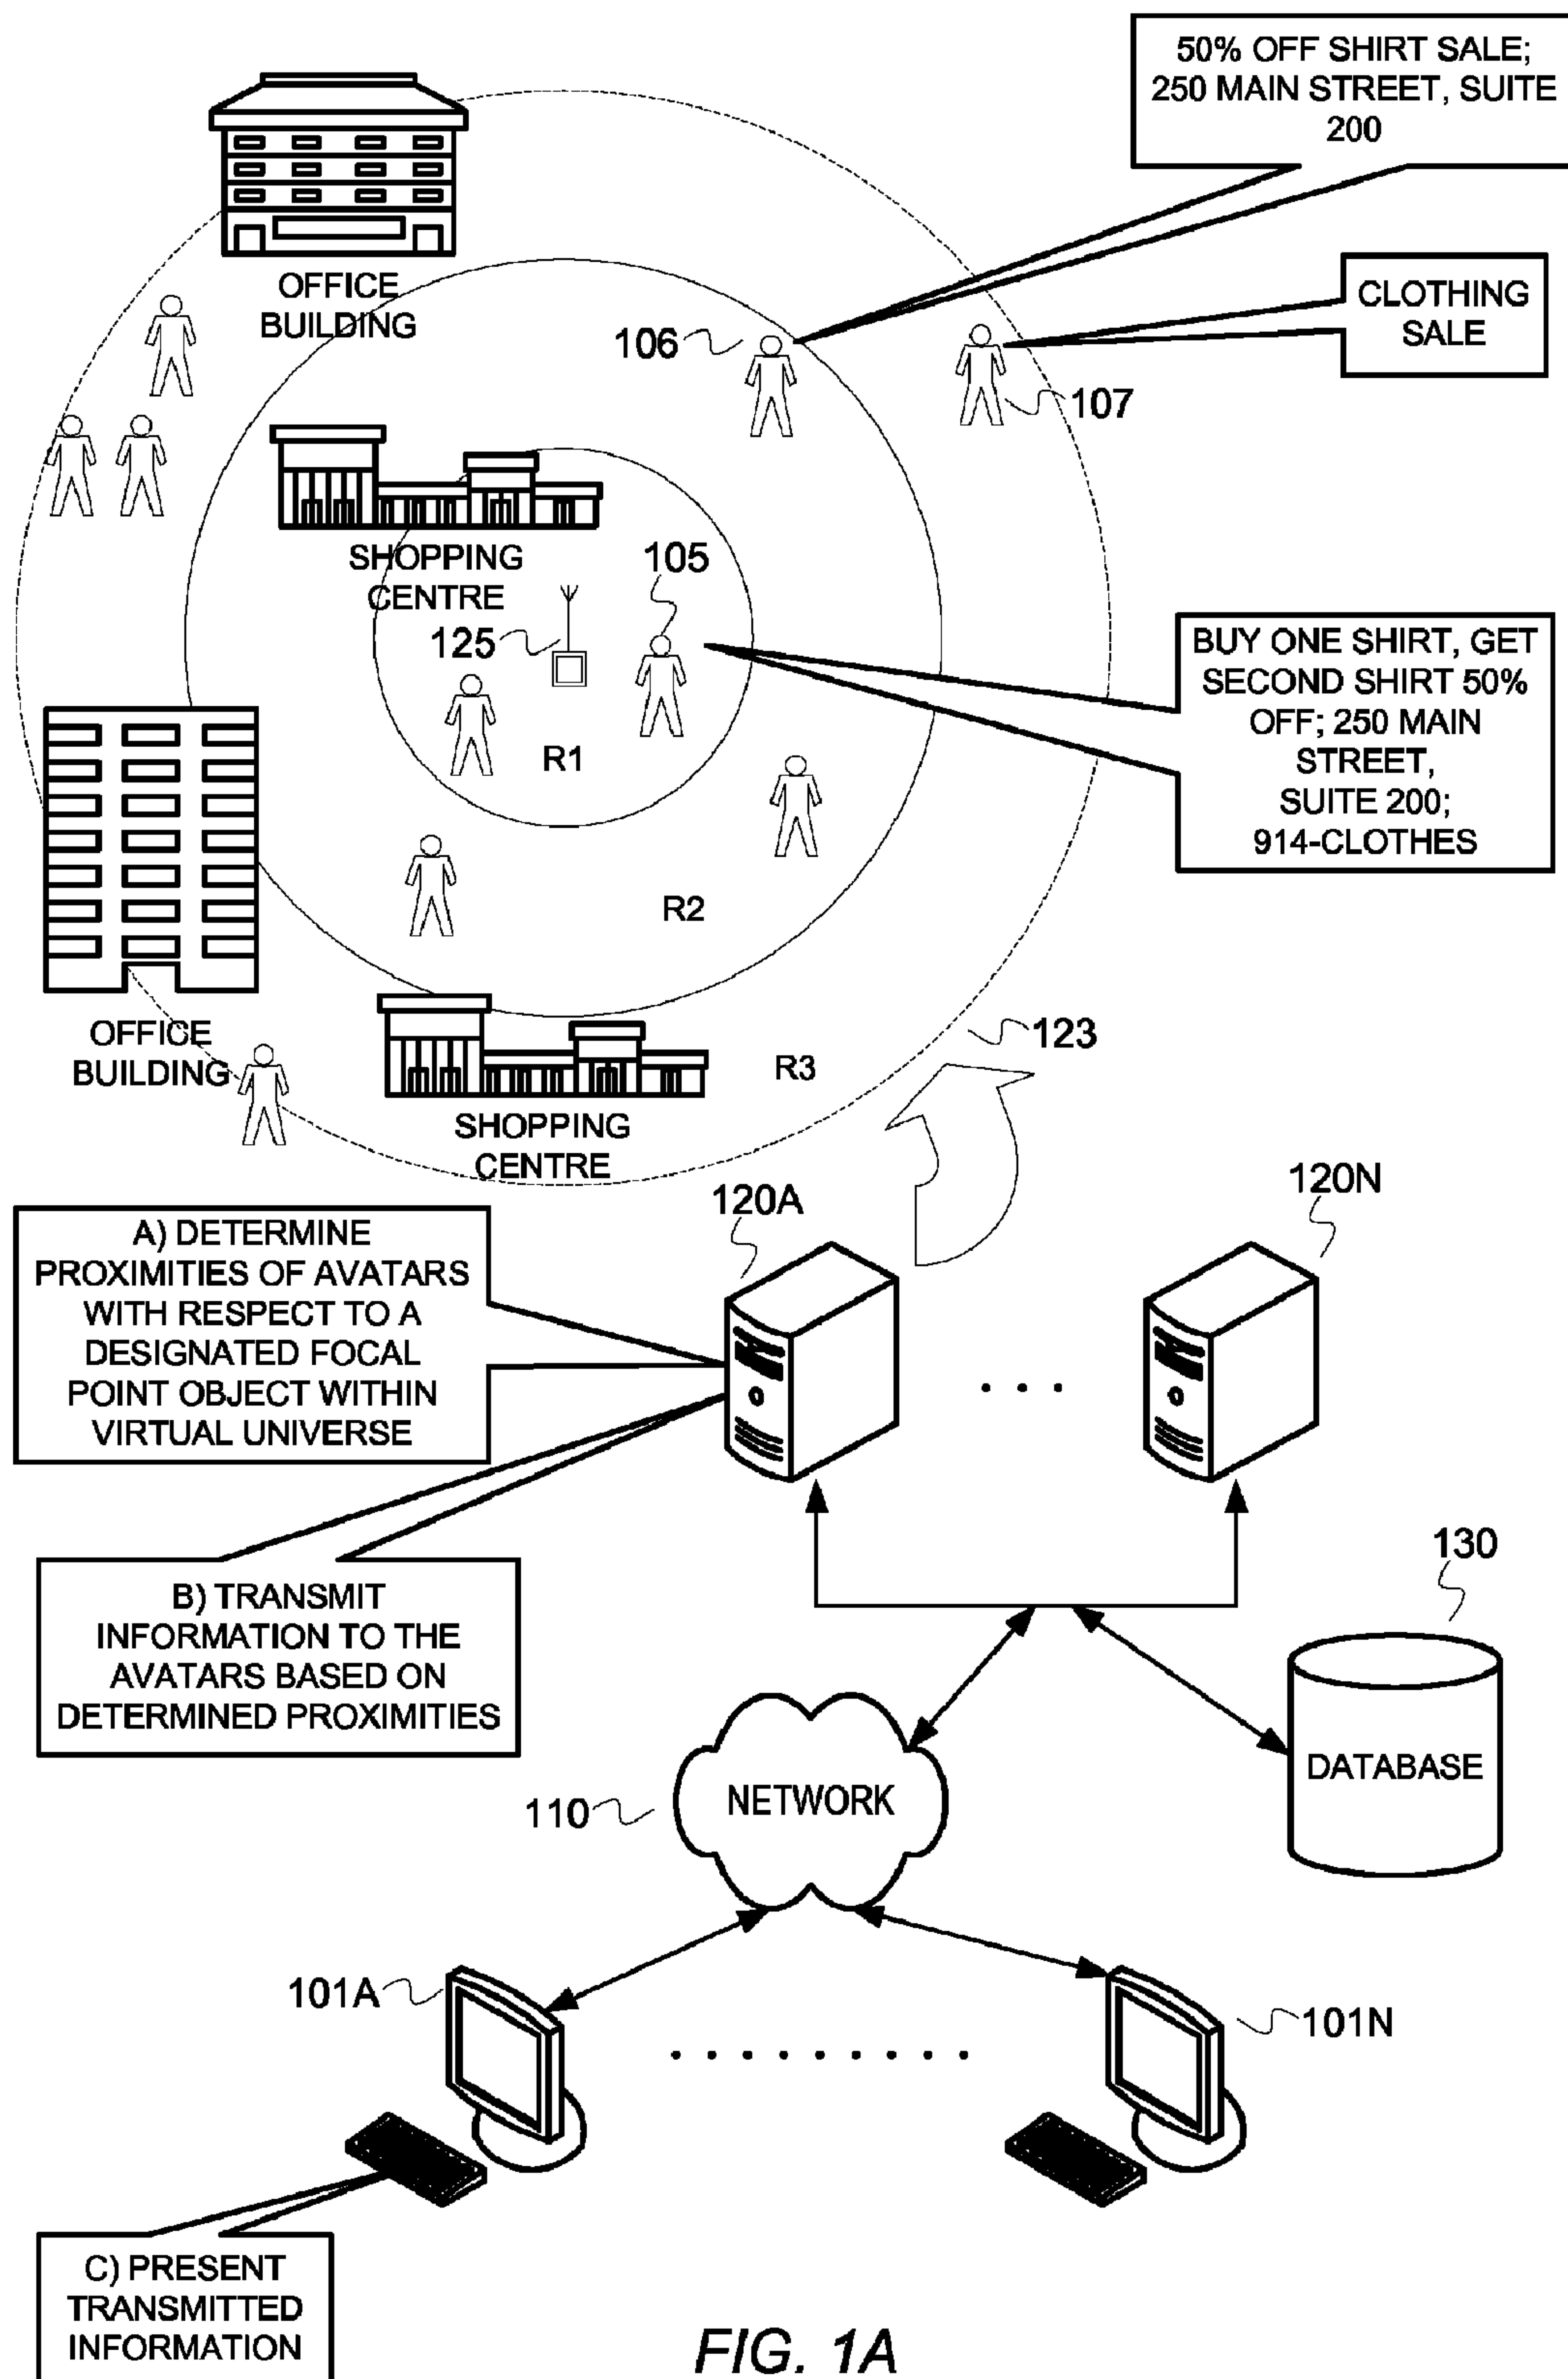 50% OFF SHIRT SALE;
250 MAIN STREET, SUITE
200
OFFICE
BUILDING
CLOTHING
SALE
106
107
SHOPPING
CENTRE
105
125
BUY ONE SHIRT, GET
SECOND SHIRT 50%
OFF; 250 MAIN
STREET,
SUITE 200;
914-CLOTHES
R1
R2
OFFICE
BUILDING
123
R3
SHOPPING
CENTRE
120A
120N
A) DETERMINE
PROXIMITIES OF AVATARS
WITH RESPECT TO A
DESIGNATED FOCAL
POINT OBJECT WITHIN
VIRTUAL UNIVERSE
130
B) TRANSMIT
INFORMATION TO THE
AVATARS BASED ON
DETERMINED PROXIMITIES
DATABASE
NETWORK
110
101A
101N
C) PRESENT
TRANSMITTED
INFORMATION
FIG. 1A